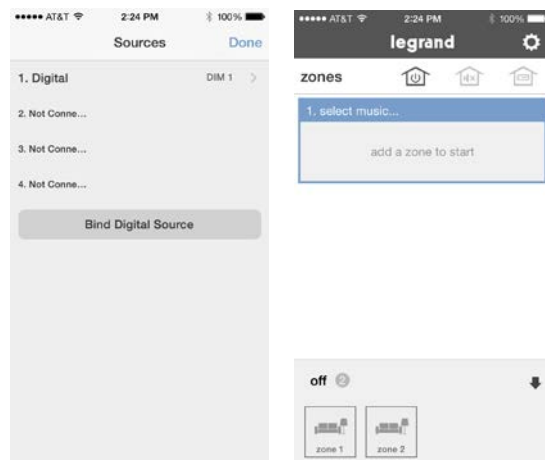 AT&T 2:24 PM 100%
Sources Done
1. Digital DIM 1
2. Not Conne...
3. Not Conne...
4. Not Conne...
Bind Digital Source
AT&T 2:24 PM 100%
legrand
zones
1. select music...
add a zone to start
off 2
zone 1 zone 2